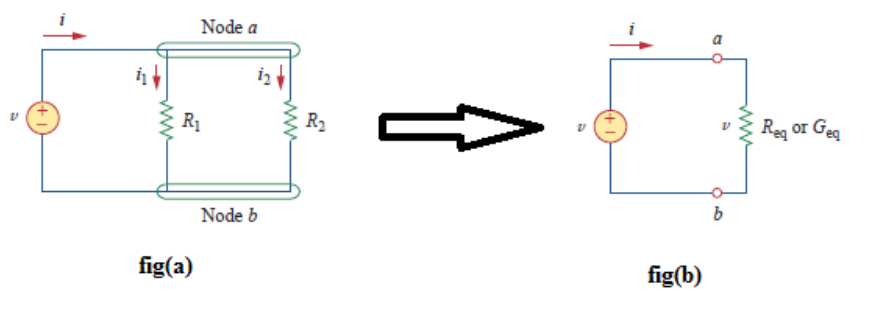 i
Node a
i1
i2
v
+
−
R1
R2
Node b
fig(a)
i
a
v
+
−
v
Req or Geq
b
fig(b)